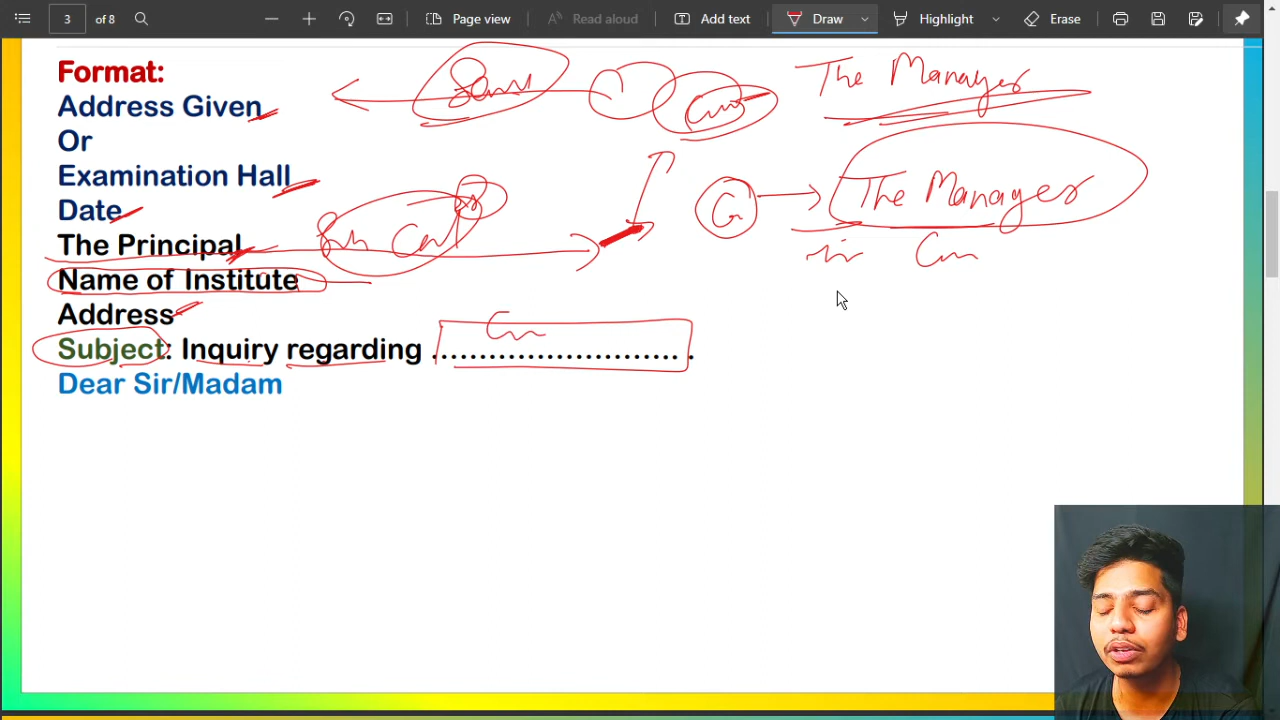 3 of 8 Page view Read aloud Add text Draw Highlight Erase
Format:
Address Given
Or
Examination Hall
Date
The Principal
Name of Institute
Address
Subject: Inquiry regarding ........................... .
Dear Sir/Madam
The Manager
The Manager